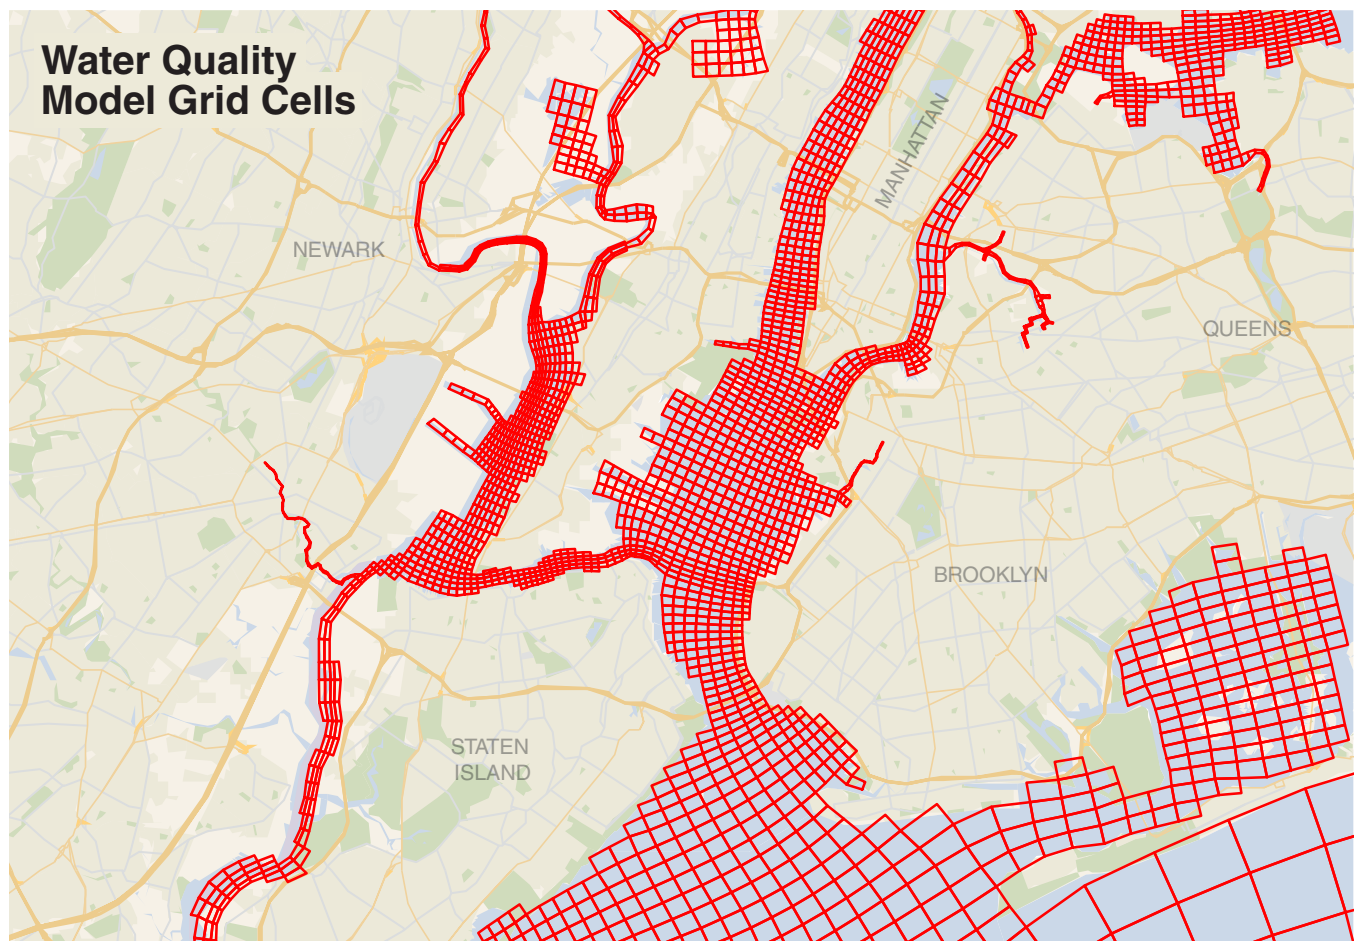 Water Quality
Model Grid Cells
MANHATTAN
NEWARK
QUEENS
BROOKLYN
STATEN
ISLAND